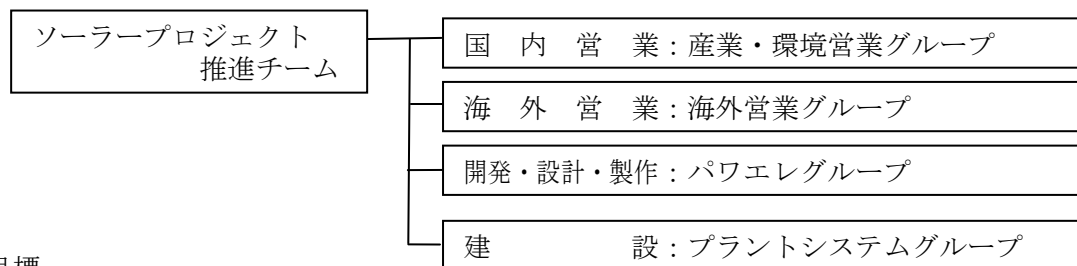 ソーラープロジェクト
推進チーム
国　内　営　業：産業・環境営業グループ
海　外　営　業：海外営業グループ
開発・設計・製作：パワエレグループ
建　　　　　設：プラントシステムグループ